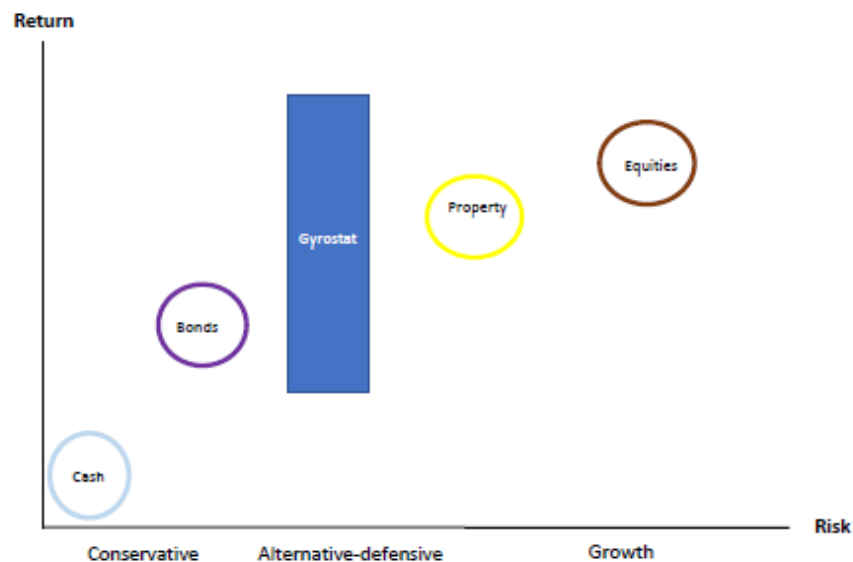 Return
Equities
Property
Gyrostat
Bonds
Cash
Risk
Conservative
Alternative-defensive
Growth